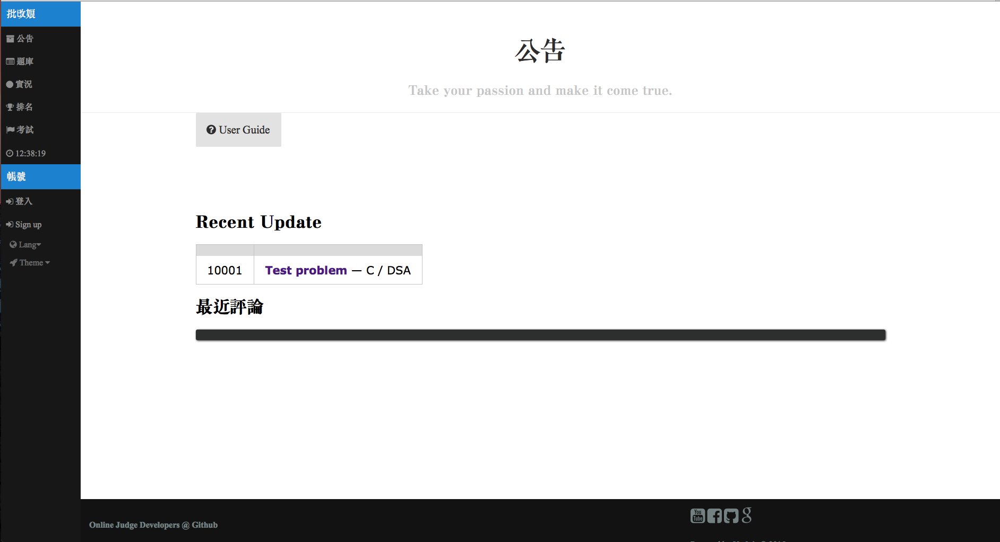 批改娘
公告
題庫
實況
排名
考試
12:38:19
帳號
登入
Sign up
Lang
Theme
公告
Take your passion and make it come true.
User Guide
Recent Update
10001 Test problem — C / DSA
最近評論
Online Judge Developers @ Github
You Tube